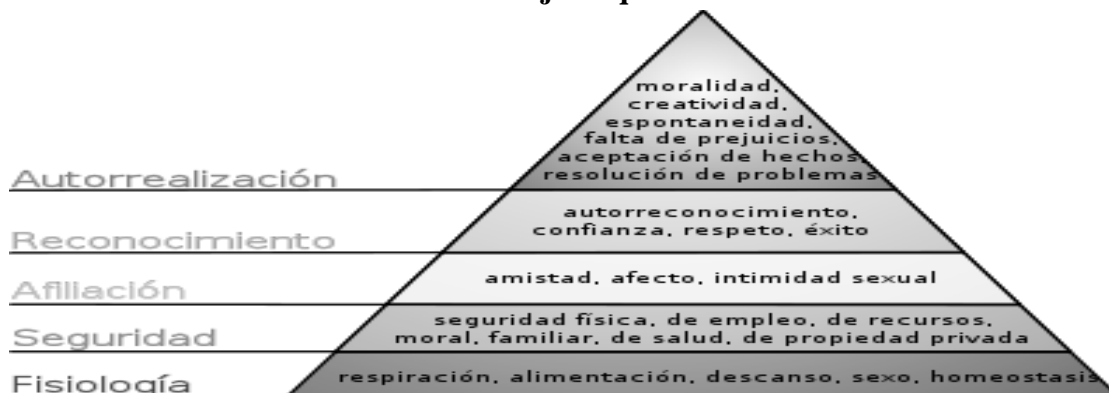 moralidad,
creatividad,
espontaneidad,
falta de prejuicios,
aceptación de hechos,
Autorrealización resolución de problemas
autorreconocimiento,
Reconocimiento confianza, respeto, éxito
Afiliación amistad, afecto, intimidad sexual
seguridad física, de empleo, de recursos,
Seguridad moral, familiar, de salud, de propiedad privada
Fisiología respiración, alimentación, descanso, sexo, homeostasis